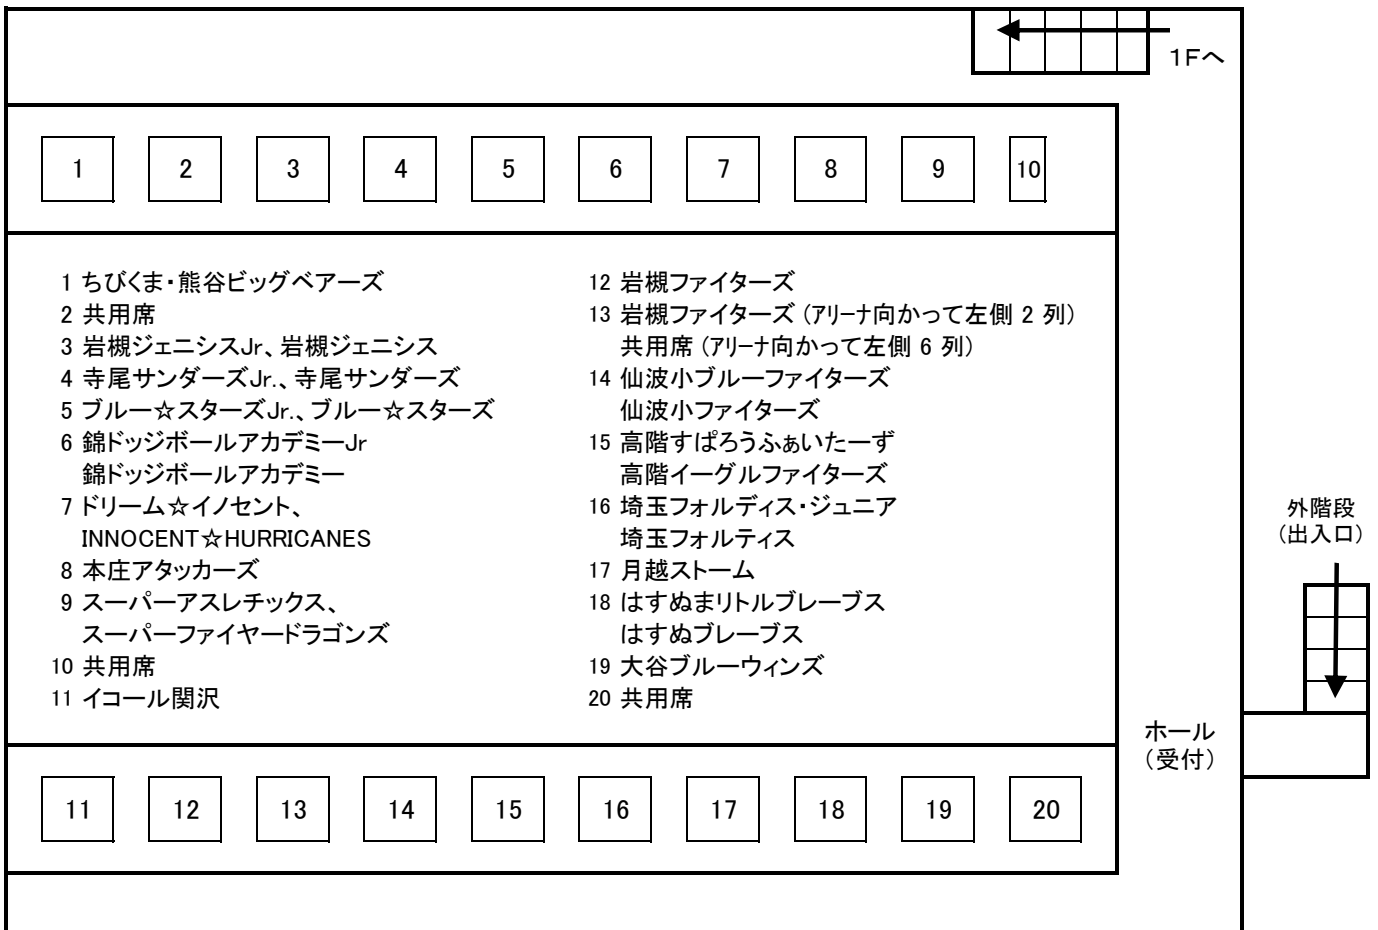 1Fへ
1 2 3 4 5 6 7 8 9 10
1 ちびくま・熊谷ビッグベアーズ
2 共用席
3 岩槻ジェニシスJr、岩槻ジェニシス
4 寺尾サンダーズJr.、寺尾サンダーズ
5 ブルー☆スターズJr.、ブルー☆スターズ
6 錦ドッジボールアカデミーJr
錦ドッジボールアカデミー
7 ドリーム☆イノセント、
INNOCENT☆HURRICANES
8 本庄アタッカーズ
9 スーパーアスレチックス、
スーパーファイヤードラゴンズ
10 共用席
11 イコール関沢
12 岩槻ファイターズ
13 岩槻ファイターズ（アリーナ向かって左側 2 列）
共用席（アリーナ向かって左側 6 列）
14 仙波小ブルーファイターズ
仙波小ファイターズ
15 高階すぱろうふぁいたーず
高階イーグルファイターズ
16 埼玉フォルディス・ジュニア
埼玉フォルティス
17 月越ストーム
18 はすぬまリトルブレーブス
はすぬブレーブス
19 大谷ブルーウィンズ
20 共用席
外階段
（出入口）
ホール
（受付）
11 12 13 14 15 16 17 18 19 20